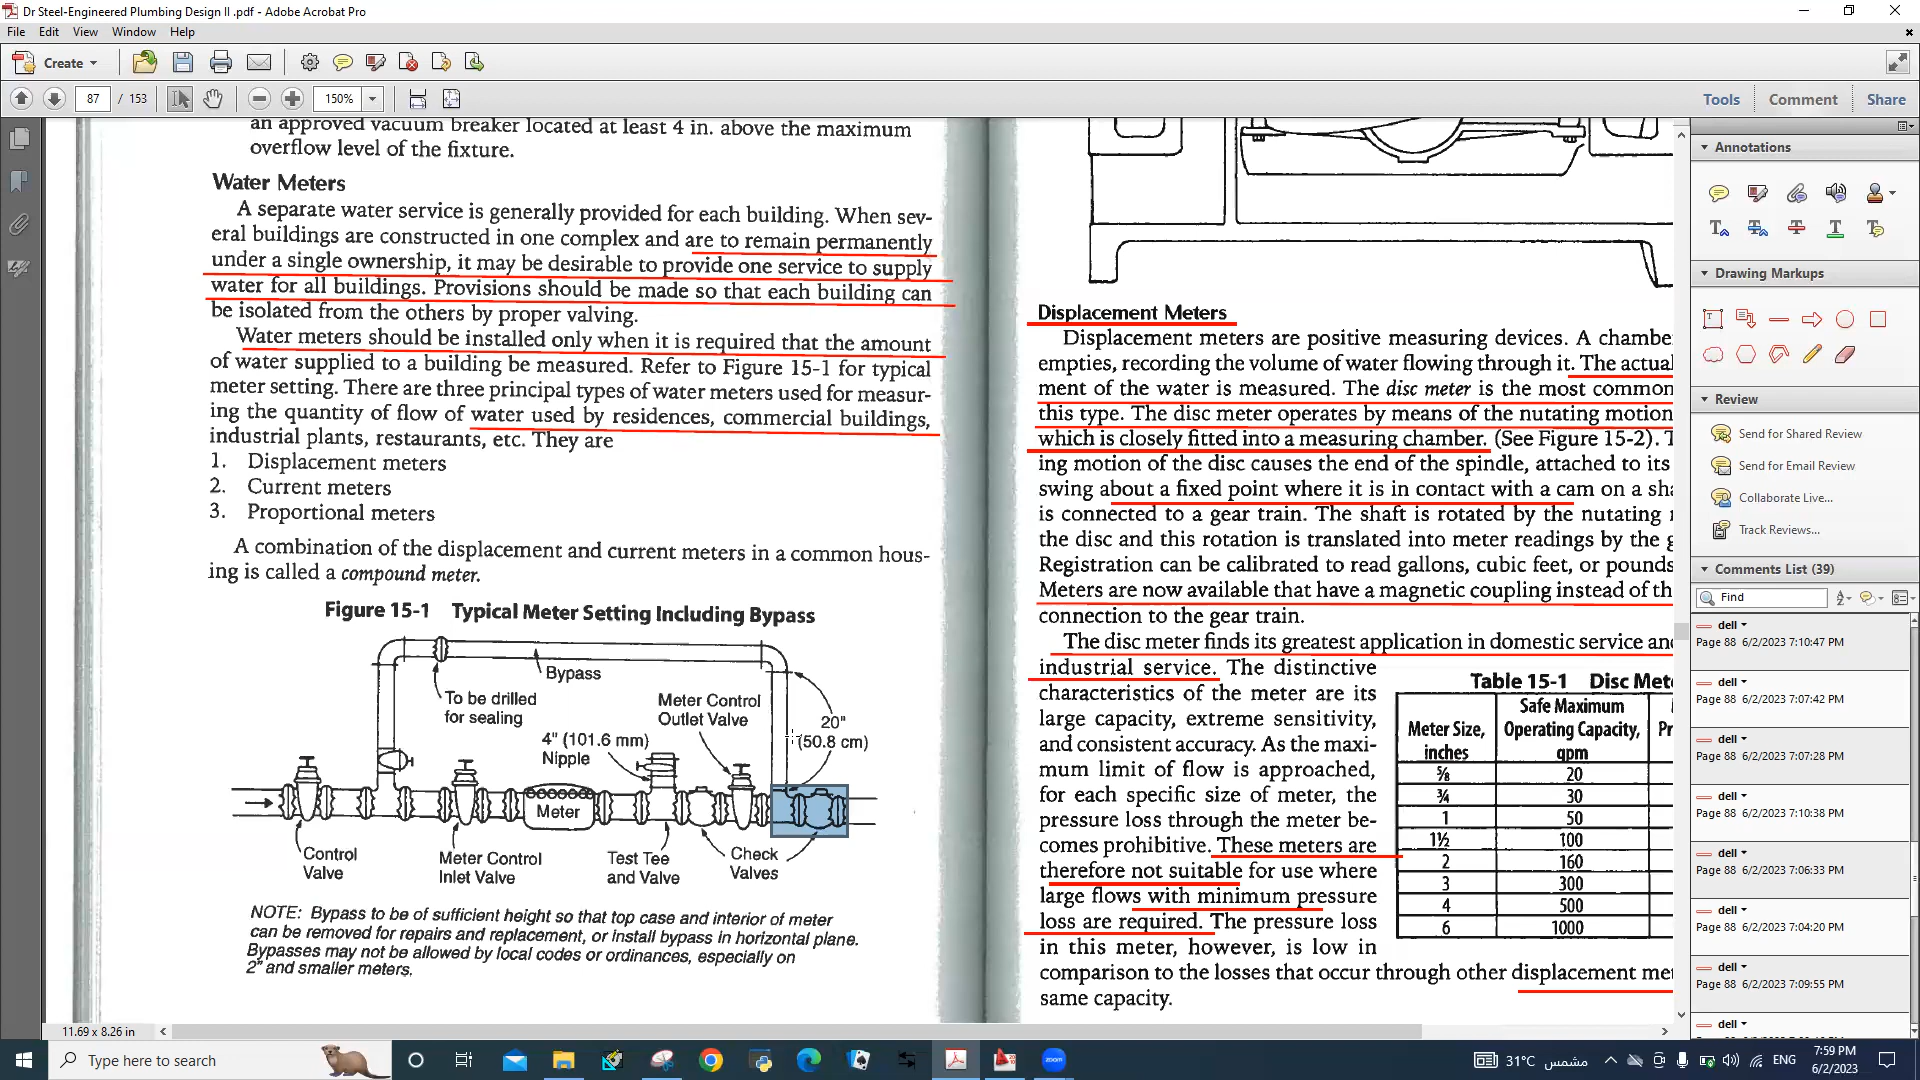 Dr Steel-Engineered Plumbing Design II .pdf - Adobe Acrobat Pro
File Edit View Window Help
Create
87 / 153 150% Tools Comment Share
an approved vacuum breaker located at least 4 in. above the maximum
overflow level of the fixture.
Water Meters
A separate water service is generally provided for each building. When sev-
eral buildings are constructed in one complex and are to remain permanently
under a single ownership, it may be desirable to provide one service to supply
water for all buildings. Provisions should be made so that each building can
be isolated from the others by proper valving.
Water meters should be installed only when it is required that the amount
of water supplied to a building be measured. Refer to Figure 15-1 for typical
meter setting. There are three principal types of water meters used for measur-
ing the quantity of flow of water used by residences, commercial buildings,
industrial plants, restaurants, etc. They are
1. Displacement meters
2. Current meters
3. Proportional meters
A combination of the displacement and current meters in a common hous-
ing is called a compound meter.
Figure 15-1 Typical Meter Setting Including Bypass
Bypass
To be drilled
for sealing
Meter Control
Outlet Valve
20"
(50.8 cm)
4" (101.6 mm)
Nipple
Meter
Control
Valve
Meter Control
Inlet Valve
Test Tee
and Valve
Check
Valves
NOTE: Bypass to be of sufficient height so that top case and interior of meter
can be removed for repairs and replacement, or install bypass in horizontal plane.
Bypasses may not be allowed by local codes or ordinances, especially on
2" and smaller meters.
Displacement Meters
Displacement meters are positive measuring devices. A chambe
empties, recording the volume of water flowing through it. The actual
ment of the water is measured. The disc meter is the most common
this type. The disc meter operates by means of the nutating motion
which is closely fitted into a measuring chamber. (See Figure 15-2). T
ing motion of the disc causes the end of the spindle, attached to its
swing about a fixed point where it is in contact with a cam on a sha
is connected to a gear train. The shaft is rotated by the nutating
the disc and this rotation is translated into meter readings by the g
Registration can be calibrated to read gallons, cubic feet, or pounds
Meters are now available that have a magnetic coupling instead of th
connection to the gear train.
The disc meter finds its greatest application in domestic service and
industrial service. The distinctive
characteristics of the meter are its
large capacity, extreme sensitivity,
and consistent accuracy. As the maxi-
mum limit of flow is approached,
for each specific size of meter, the
pressure loss through the meter be-
comes prohibitive. These meters are
therefore not suitable for use where
large flows with minimum pressure
loss are required. The pressure loss
in this meter, however, is low in
comparison to the losses that occur through other displacement me
same capacity.
Table 15-1 Disc Met
Meter Size, inches Safe Maximum Operating Capacity, gpm Pr
⅝ 20
¾ 30
1 50
1½ 100
2 160
3 300
4 500
6 1000
Annotations
Drawing Markups
Review
Send for Shared Review
Send for Email Review
Collaborate Live...
Track Reviews...
Comments List (39)
Find
dell
Page 88 6/2/2023 7:10:47 PM
dell
Page 88 6/2/2023 7:07:42 PM
dell
Page 88 6/2/2023 7:07:28 PM
dell
Page 88 6/2/2023 7:10:38 PM
dell
Page 88 6/2/2023 7:06:33 PM
dell
Page 88 6/2/2023 7:04:20 PM
dell
Page 88 6/2/2023 7:09:55 PM
dell
11.69 x 8.26 in
Type here to search
zoom
31°C مشمس
ENG
7:59 PM
6/2/2023